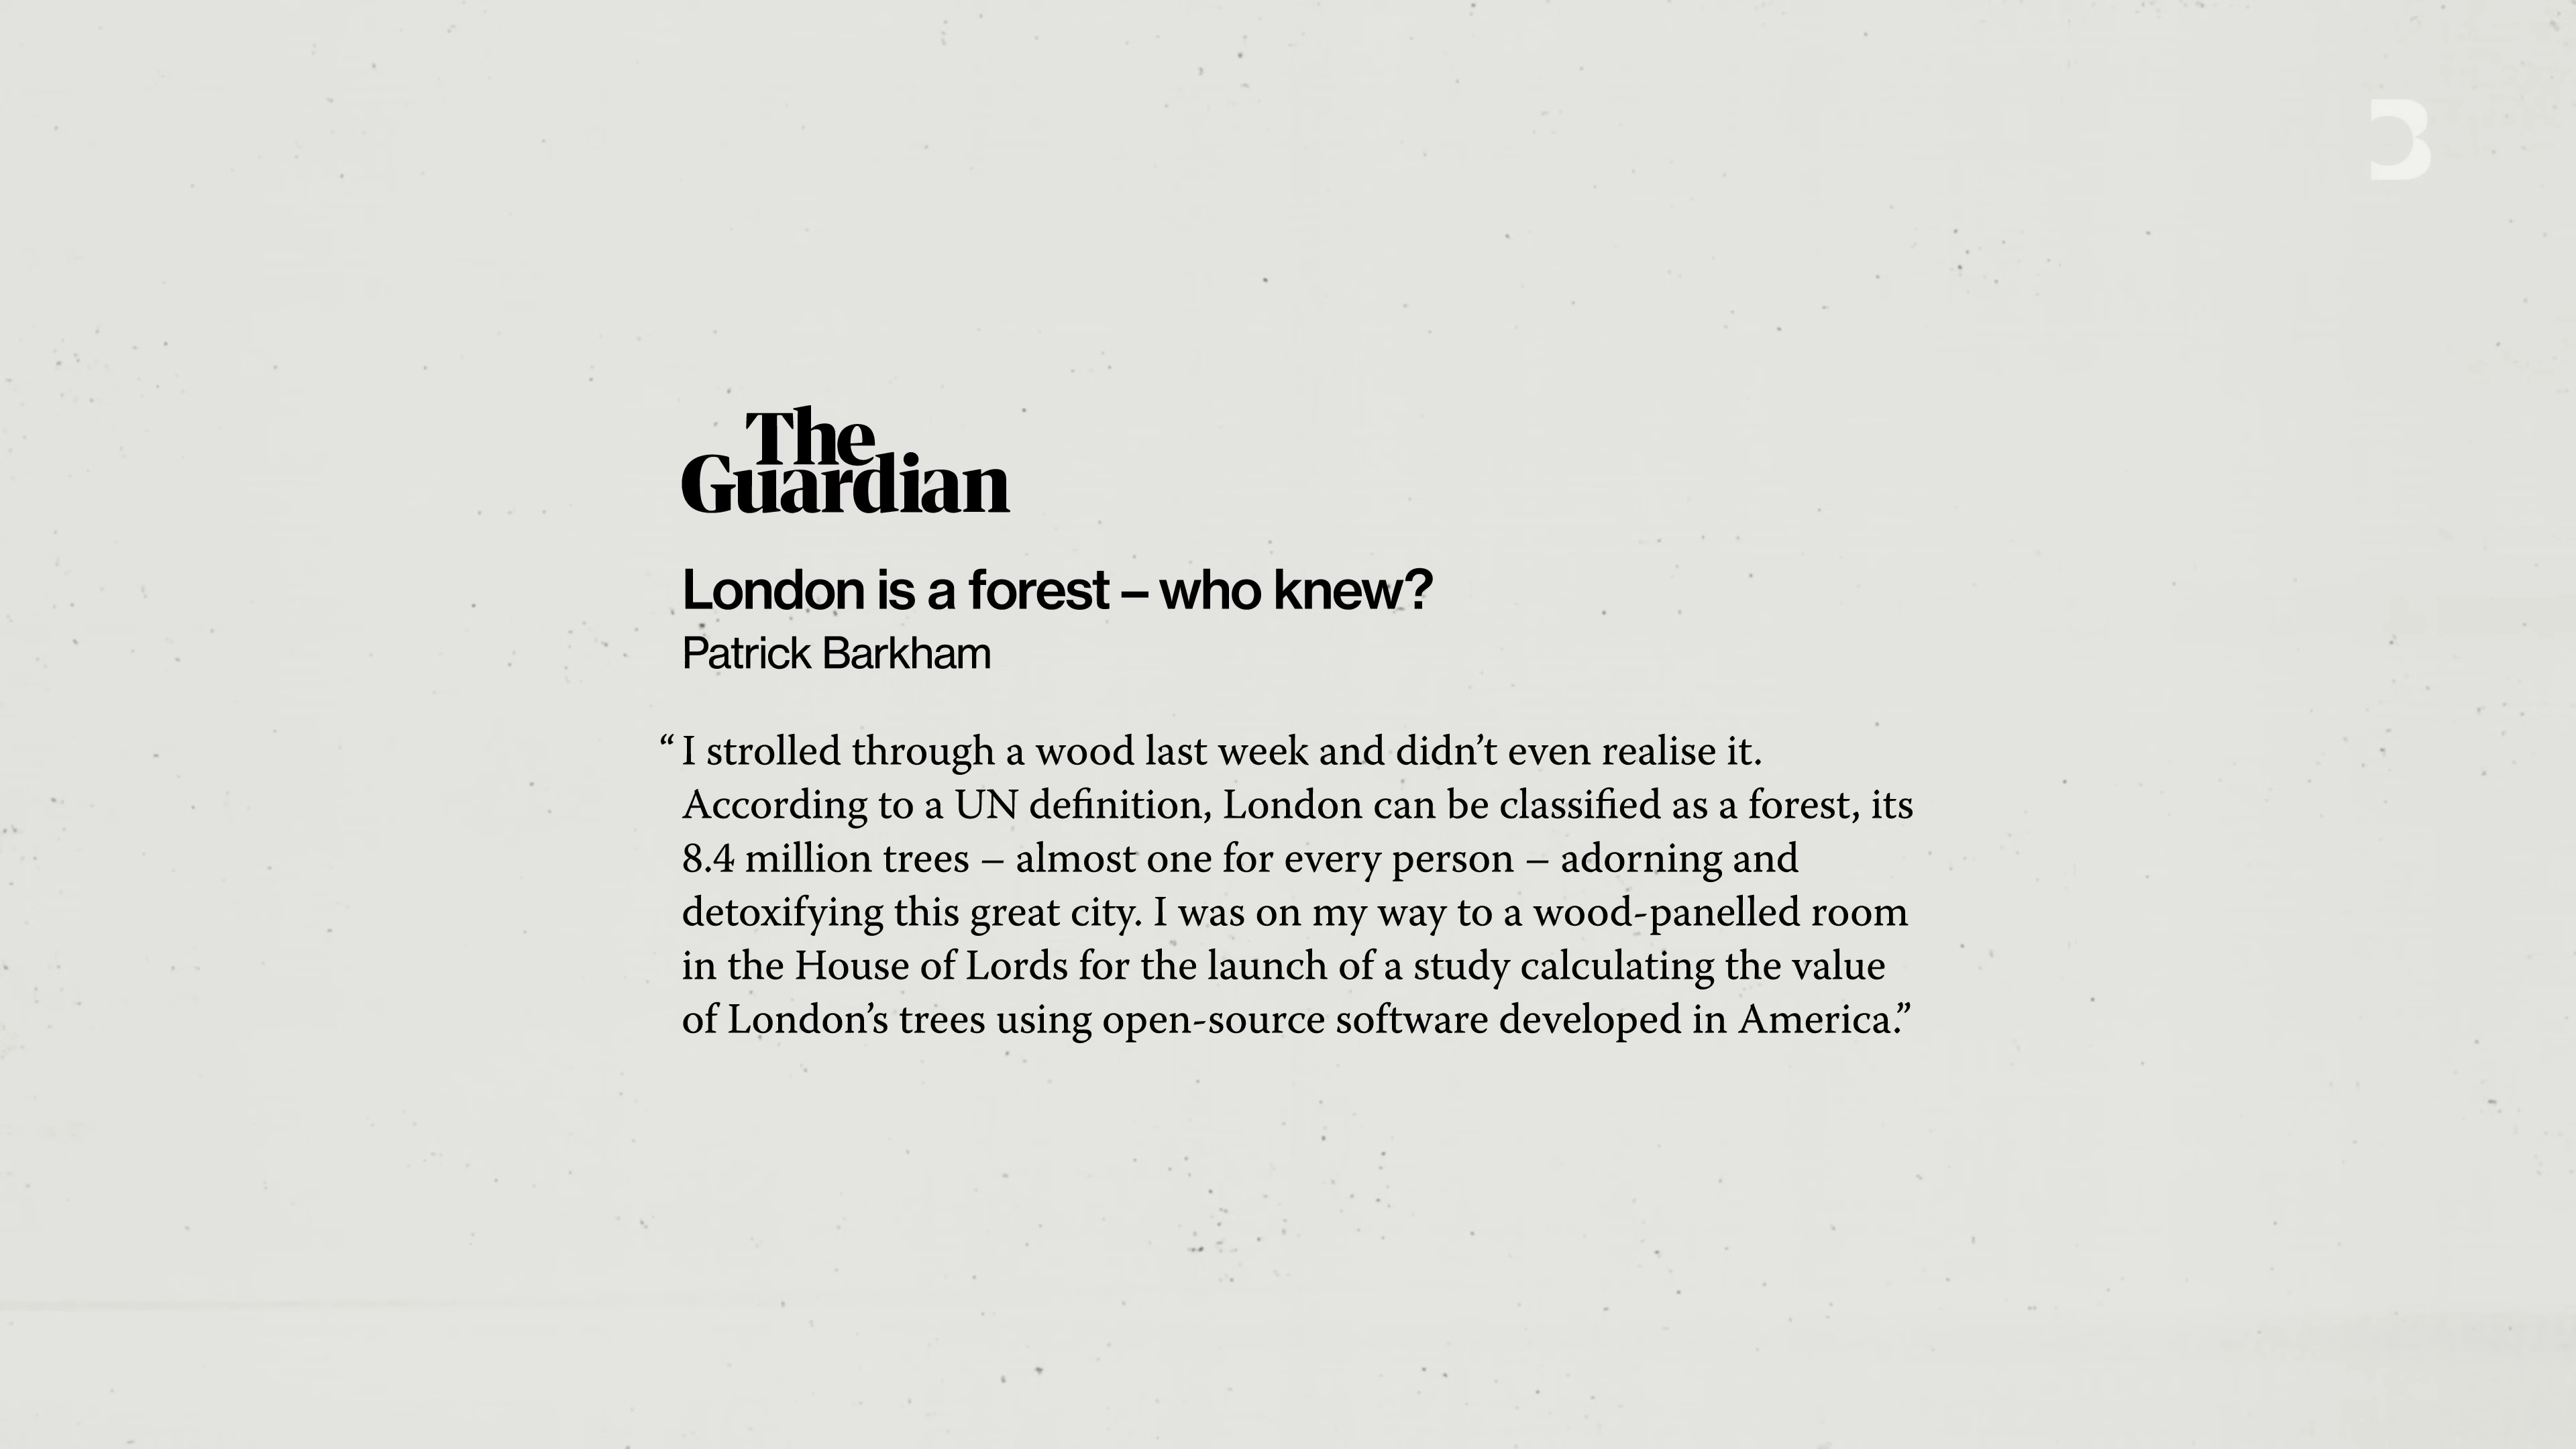 The
Guardian
London is a forest – who knew?
Patrick Barkham
“I strolled through a wood last week and didn’t even realise it.
According to a UN definition, London can be classified as a forest, its
8.4 million trees – almost one for every person – adorning and
detoxifying this great city. I was on my way to a wood-panelled room
in the House of Lords for the launch of a study calculating the value
of London’s trees using open-source software developed in America.”